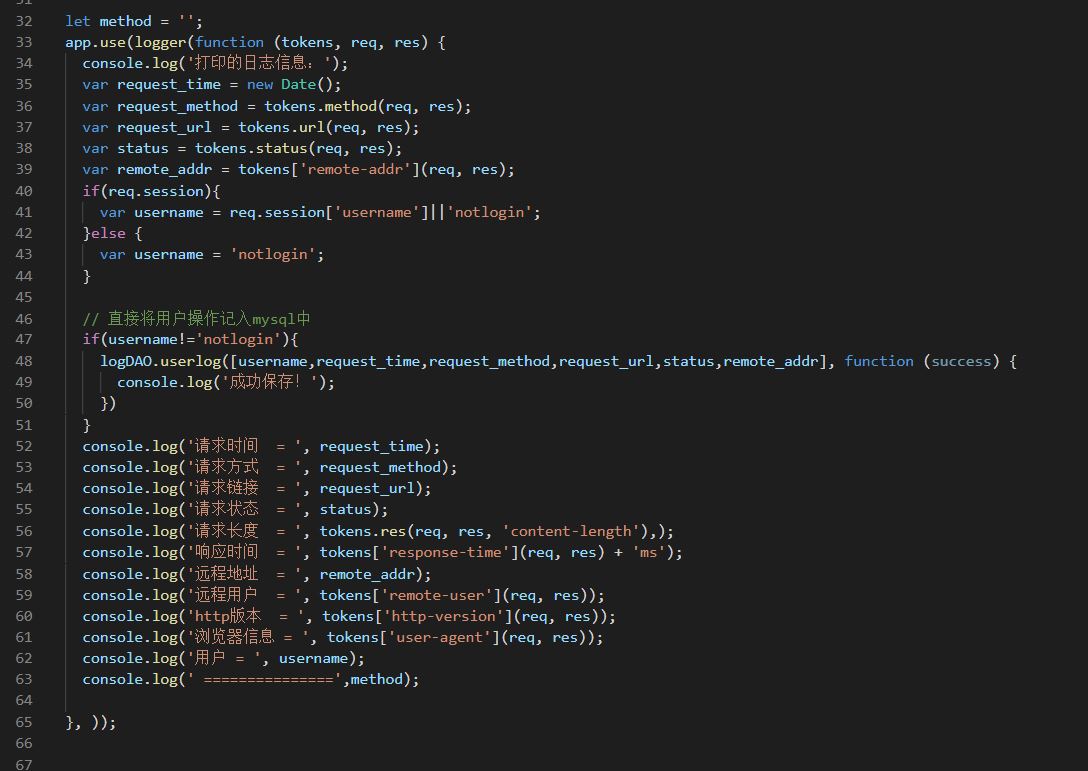 31
32 let method = '';
33 app.use(logger(function (tokens, req, res) {
34 console.log('打印的日志信息：');
35 var request_time = new Date();
36 var request_method = tokens.method(req, res);
37 var request_url = tokens.url(req, res);
38 var status = tokens.status(req, res);
39 var remote_addr = tokens['remote-addr'](req, res);
40 if(req.session){
41 var username = req.session['username']||'notlogin';
42 }else {
43 var username = 'notlogin';
44 }
45
46 // 直接将用户操作记入mysql中
47 if(username!='notlogin'){
48 logDAO.userlog([username,request_time,request_method,request_url,status,remote_addr], function (success) {
49 console.log('成功保存！');
50 })
51 }
52 console.log('请求时间  = ', request_time);
53 console.log('请求方式  = ', request_method);
54 console.log('请求链接  = ', request_url);
55 console.log('请求状态  = ', status);
56 console.log('请求长度  = ', tokens.res(req, res, 'content-length'),);
57 console.log('响应时间  = ', tokens['response-time'](req, res) + 'ms');
58 console.log('远程地址  = ', remote_addr);
59 console.log('远程用户  = ', tokens['remote-user'](req, res));
60 console.log('http版本  = ', tokens['http-version'](req, res));
61 console.log('浏览器信息 = ', tokens['user-agent'](req, res));
62 console.log('用户 = ', username);
63 console.log(' ===============',method);
64
65 }, ));
66
67